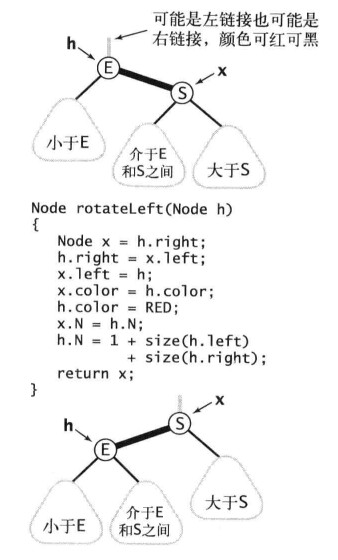 可能是左链接也可能是
右链接，颜色可红可黑
h
E
x
S
小于E
介于E
和S之间
大于S
Node rotateLeft(Node h)
{
Node x = h.right;
h.right = x.left;
x.left = h;
x.color = h.color;
h.color = RED;
x.N = h.N;
h.N = 1 + size(h.left)
+ size(h.right);
return x;
}
x
S
h
E
大于S
小于E
介于E
和S之间